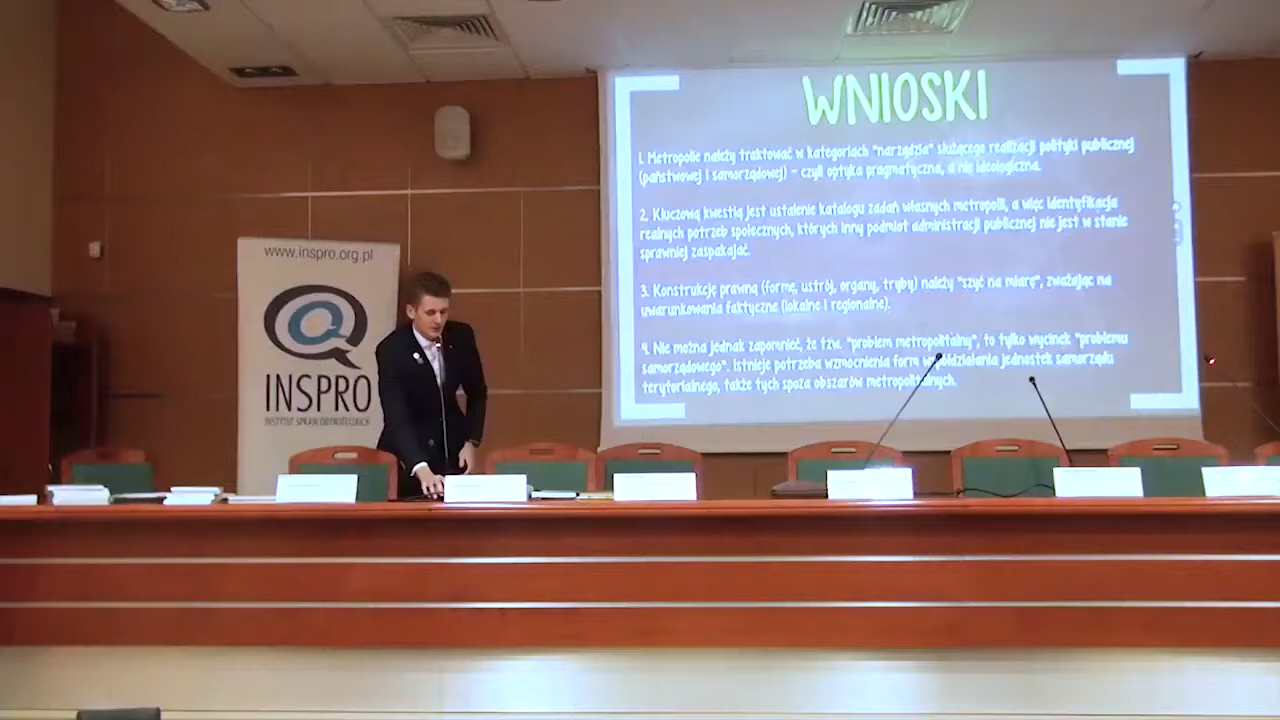 WNIOSKI
1. Metropolie należy traktować w kategoriach "narzędzia" służącego realizacji polityki publicznej
(państwowej i samorządowej) - czyli optyka pragmatyczna, a nie ideologiczna.
2. Kluczową kwestią jest ustalenie katalogu zadań własnych metropolii, a więc identyfikacja
realnych potrzeb społecznych, których inny podmiot administracji publicznej nie jest w stanie
sprawniej zaspakajać.
3. Konstrukcję prawną (formę, ustrój, organy, tryby) należy "szyć na miarę", zważając na
uwarunkowania faktyczne (lokalne i regionalne).
4. Nie można jednak zapomnieć, że tzw. "problem metropolitalny", to tylko wycinek "problemu
samorządowego". Istnieje potrzeba wzmocnienia form współdziałania jednostek samorządu
terytorialnego, także tych spoza obszarów metropolitalnych.
www.inspro.org.pl
INSPRO
INSTYTUT SPRAW OBYWATELSKICH